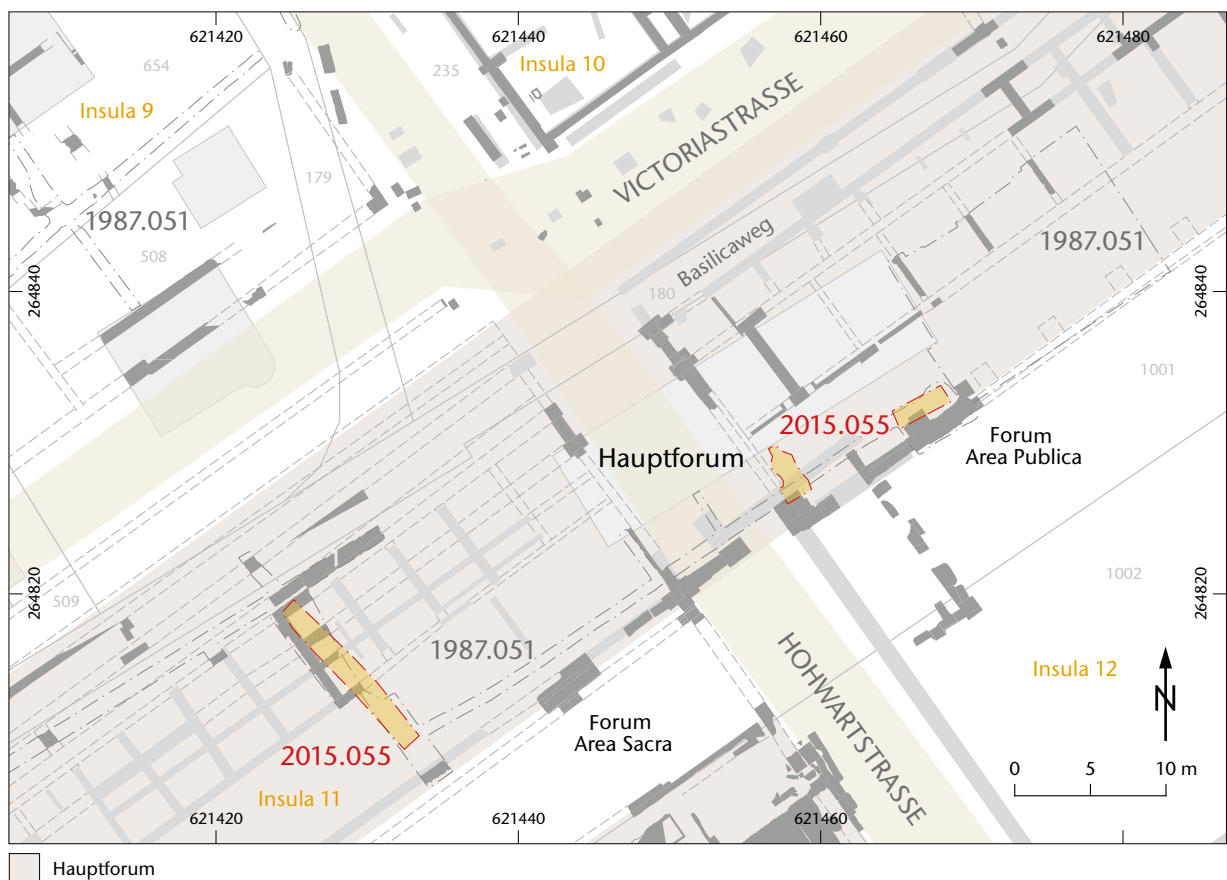 621420
621440
621460
621480
654
235
Insula 10
Insula 9
VICTORIASTRASSE
179
1987.051
508
Basilicaweg
1987.051
264840
180
264840
1001
2015.055
Forum
Area Publica
Hauptforum
509
264820
1002
264820
1987.051
Insula 12
HOHWARTSTRASSE
N
Forum
Area Sacra
2015.055
0 5 10 m
Insula 11
621420
621440
621460
Hauptforum